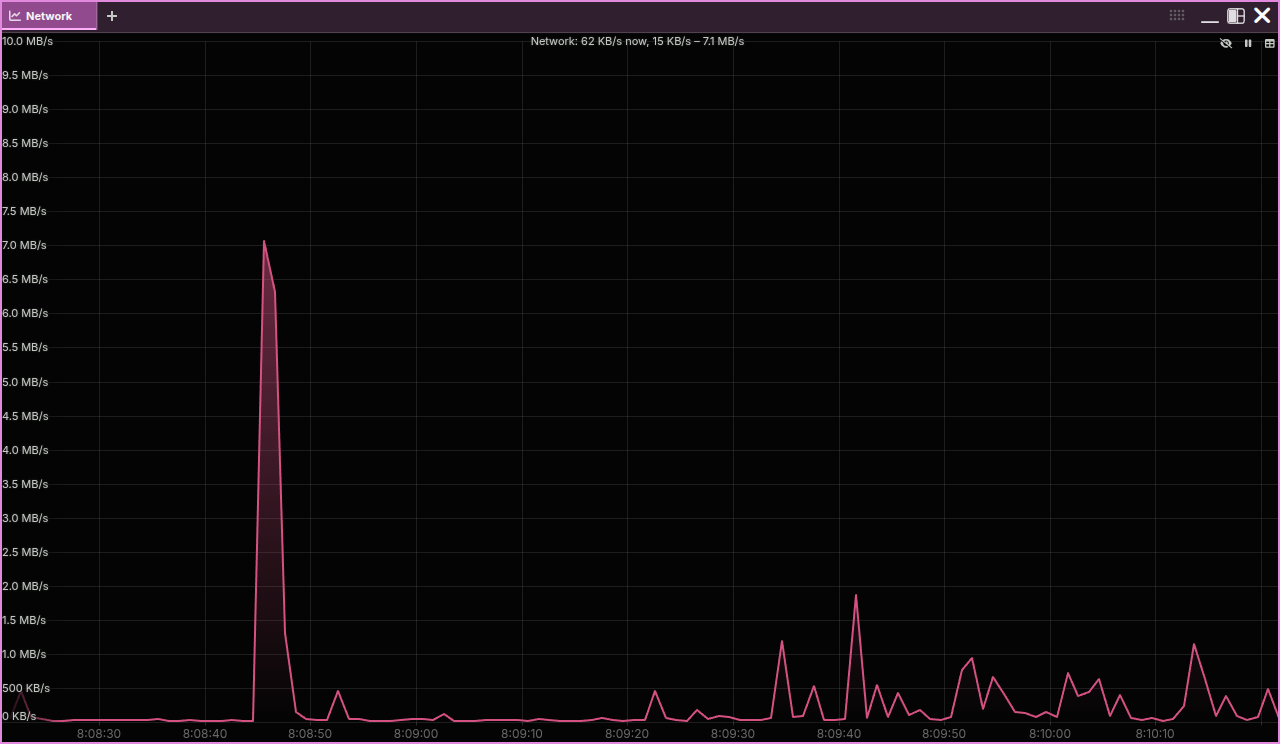 Network
10.0 MB/s
Network: 62 KB/s now, 15 KB/s – 7.1 MB/s
9.5 MB/s
9.0 MB/s
8.5 MB/s
8.0 MB/s
7.5 MB/s
7.0 MB/s
6.5 MB/s
6.0 MB/s
5.5 MB/s
5.0 MB/s
4.5 MB/s
4.0 MB/s
3.5 MB/s
3.0 MB/s
2.5 MB/s
2.0 MB/s
1.5 MB/s
1.0 MB/s
500 KB/s
0 KB/s
8:08:30 8:08:40 8:08:50 8:09:00 8:09:10 8:09:20 8:09:30 8:09:40 8:09:50 8:10:00 8:10:10